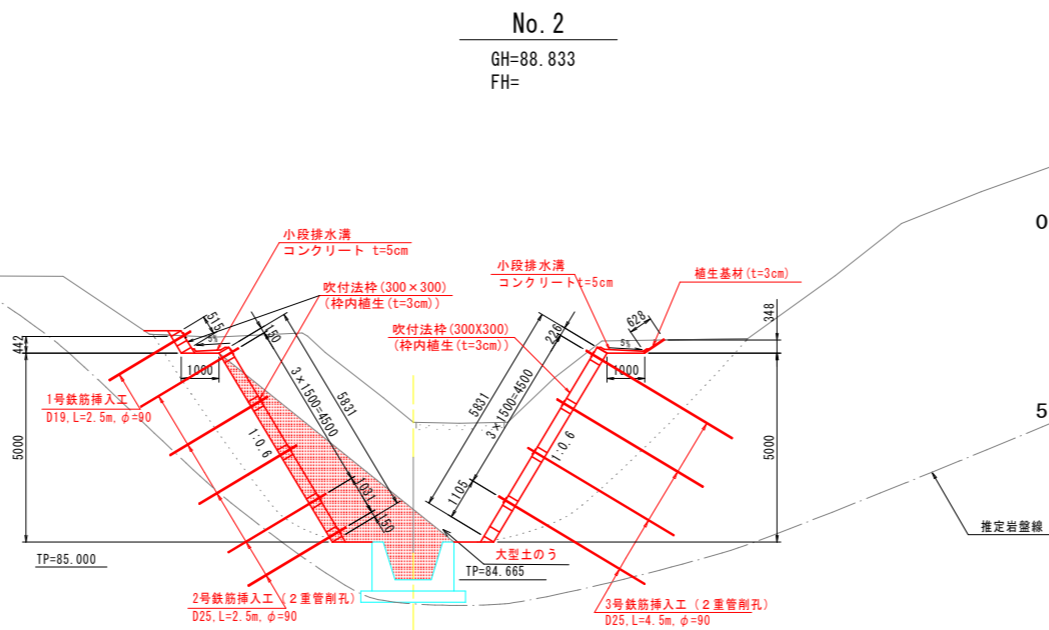 No. 2
GH=88.833
FH=
小段排水溝
コンクリート t=5cm
吹付法枠(300×300)
(枠内植生(t=3cm))
小段排水溝
コンクリートt=5cm
植生基材(t=3cm)
吹付法枠(300X300)
(枠内植生(t=3cm))
0
5
442
515
5%
1000
150
5831
3×1500=4500
1:0.6
1031
150
5000
5831
226
3×1500=4500
1105
1:0.6
628
5%
1000
348
5000
1号鉄筋挿入工
D19,L=2.5m,φ=90
大型土のう
推定岩盤線
TP=85.000
TP=84.665
2号鉄筋挿入工(2重管削孔)
D25,L=2.5m,φ=90
3号鉄筋挿入工(2重管削孔)
D25,L=4.5m,φ=90